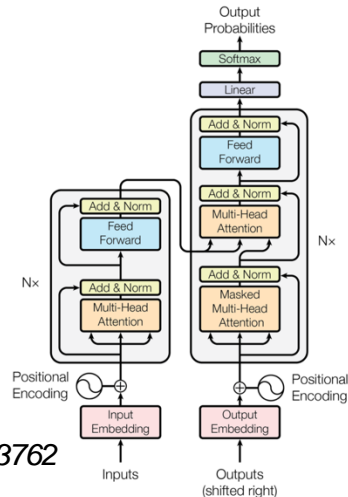 Output
Probabilities
Softmax
Linear
Add & Norm
Feed
Forward
Add & Norm
Multi-Head
Attention
Add & Norm
Masked
Multi-Head
Attention
Nx
Positional
Encoding
Output
Embedding
Outputs
(shifted right)
Add & Norm
Feed
Forward
Add & Norm
Multi-Head
Attention
Nx
Positional
Encoding
Input
Embedding
Inputs
3762